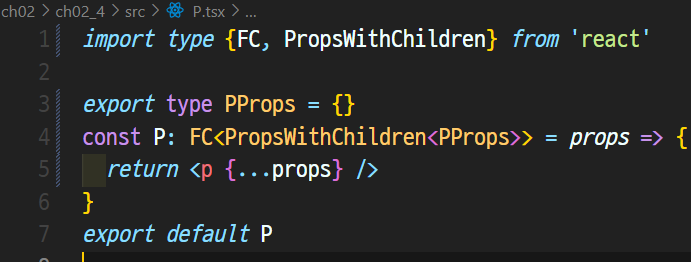 ch02 > ch02_4 > src > P.tsx > ...
1 import type {FC, PropsWithChildren} from 'react'
2
3 export type PProps = {}
4 const P: FC<PropsWithChildren<PProps>> = props => {
5 return <p {...props} />
6 }
7 export default P